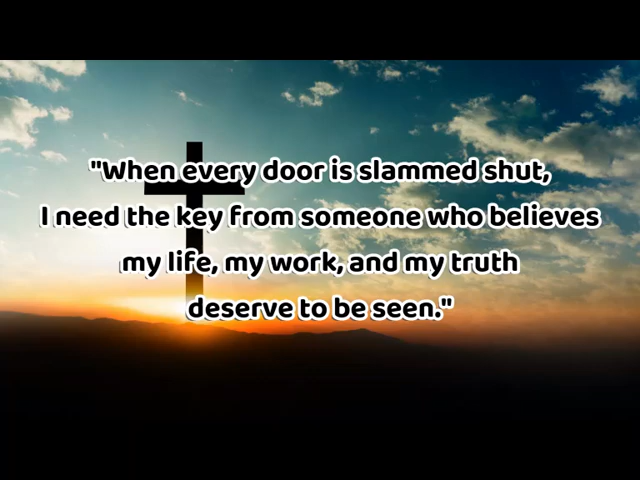 "When every door is slammed shut,
I need the key from someone who believes
my life, my work, and my truth
deserve to be seen."